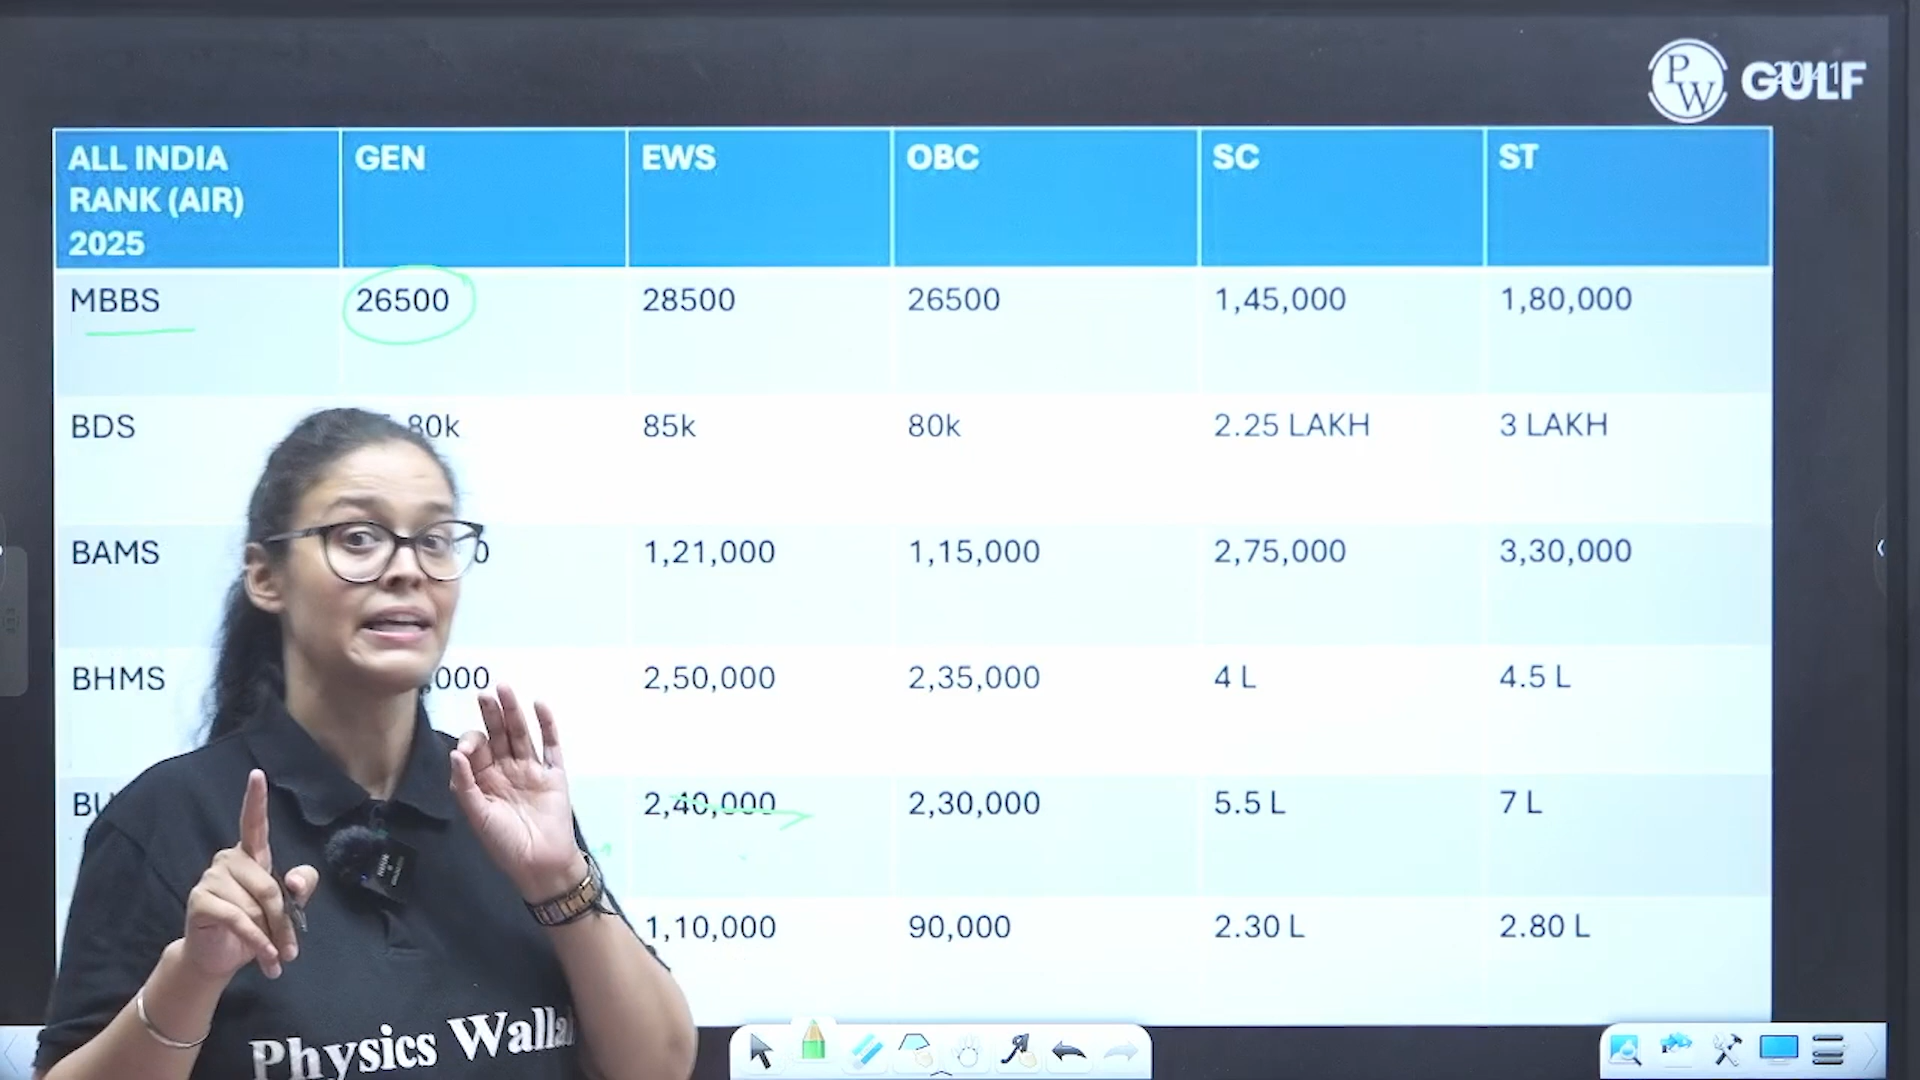 PW GULF
ALL INDIA GEN EWS OBC SC ST
RANK (AIR)
2025
MBBS 26500 28500 26500 1,45,000 1,80,000
BDS 80k 85k 80k 2.25 LAKH 3 LAKH
BAMS 0 1,21,000 1,15,000 2,75,000 3,30,000
BHMS ,000 2,50,000 2,35,000 4 L 4.5 L
2,40,000 2,30,000 5.5 L 7 L
1,10,000 90,000 2.30 L 2.80 L
Physics Walla